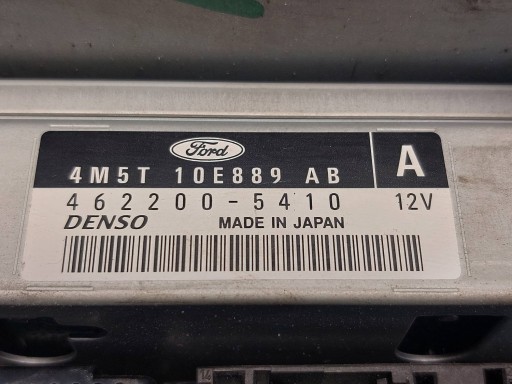 Ford
4M5T 10E889 AB A
462200-5410 12V
DENSO MADE IN JAPAN